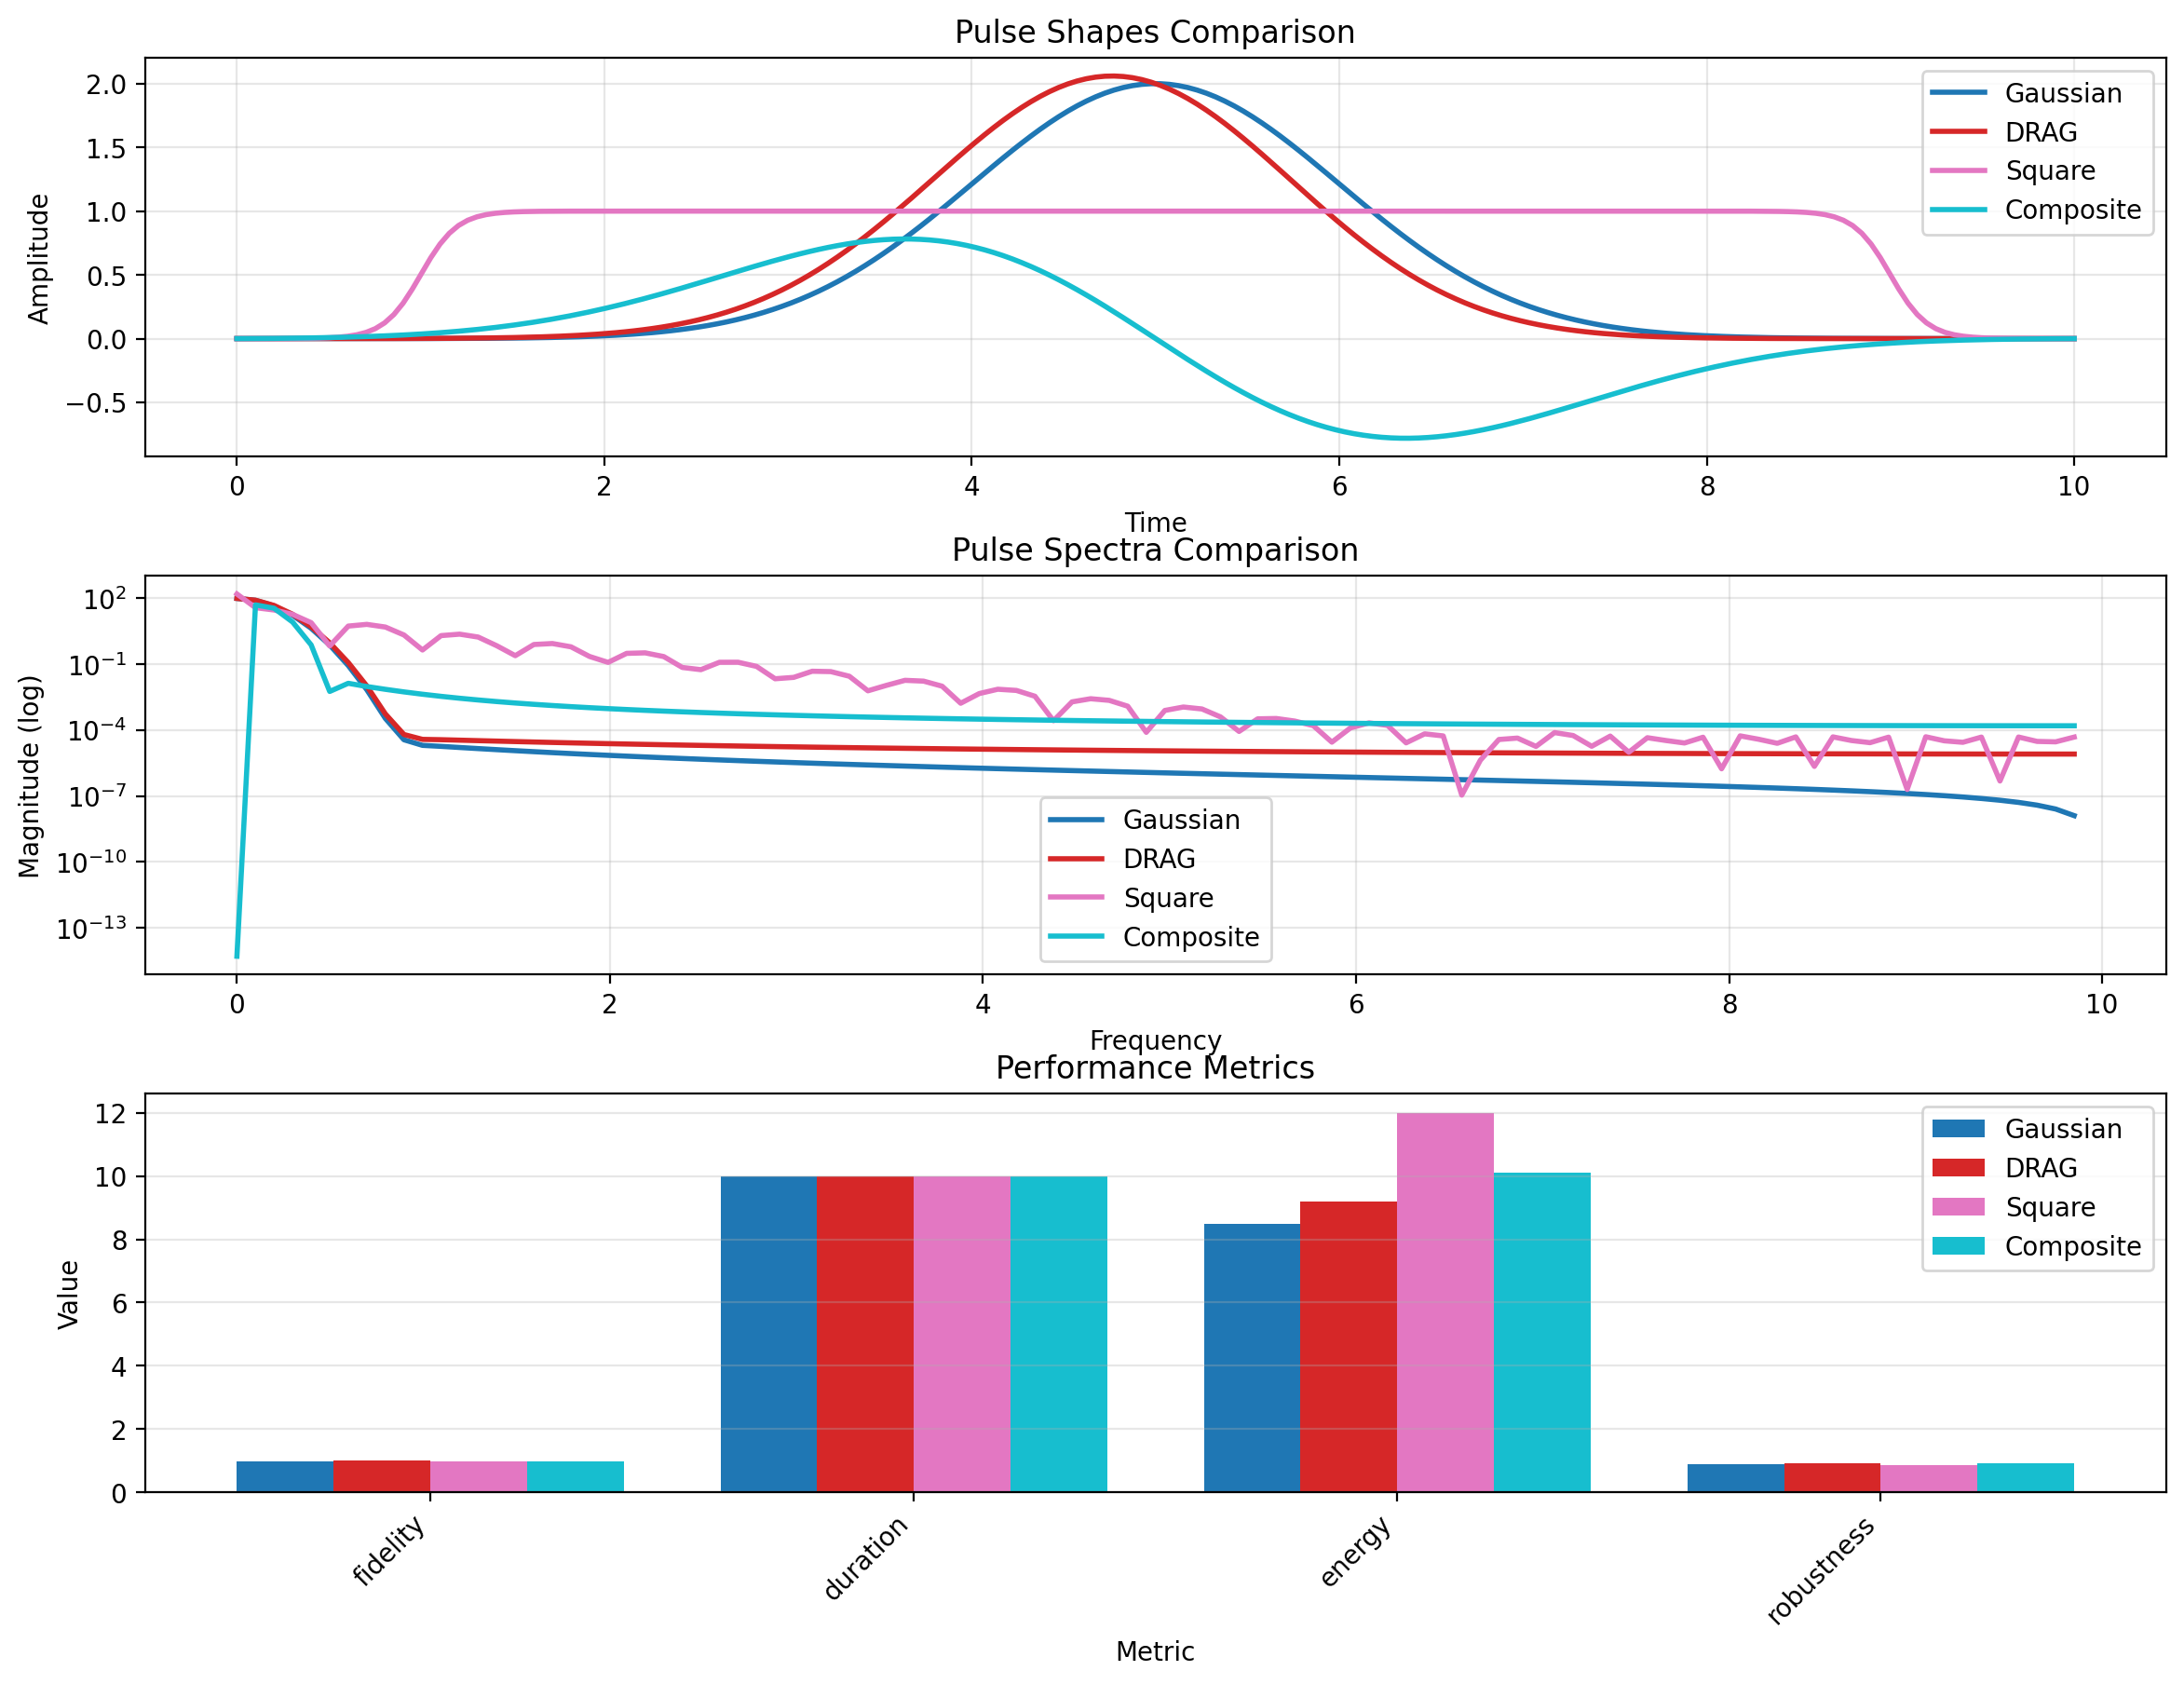 Pulse Shapes Comparison
Amplitude
2.0
1.5
1.0
0.5
0.0
−0.5
Gaussian
DRAG
Square
Composite
0 2 4 6 8 10
Time
Pulse Spectra Comparison
Magnitude (log)
10²
10⁻¹
10⁻⁴
10⁻⁷
10⁻¹⁰
10⁻¹³
Gaussian
DRAG
Square
Composite
0 2 4 6 8 10
Frequency
Performance Metrics
Value
12
10
8
6
4
2
0
Gaussian
DRAG
Square
Composite
fidelity duration energy robustness
Metric